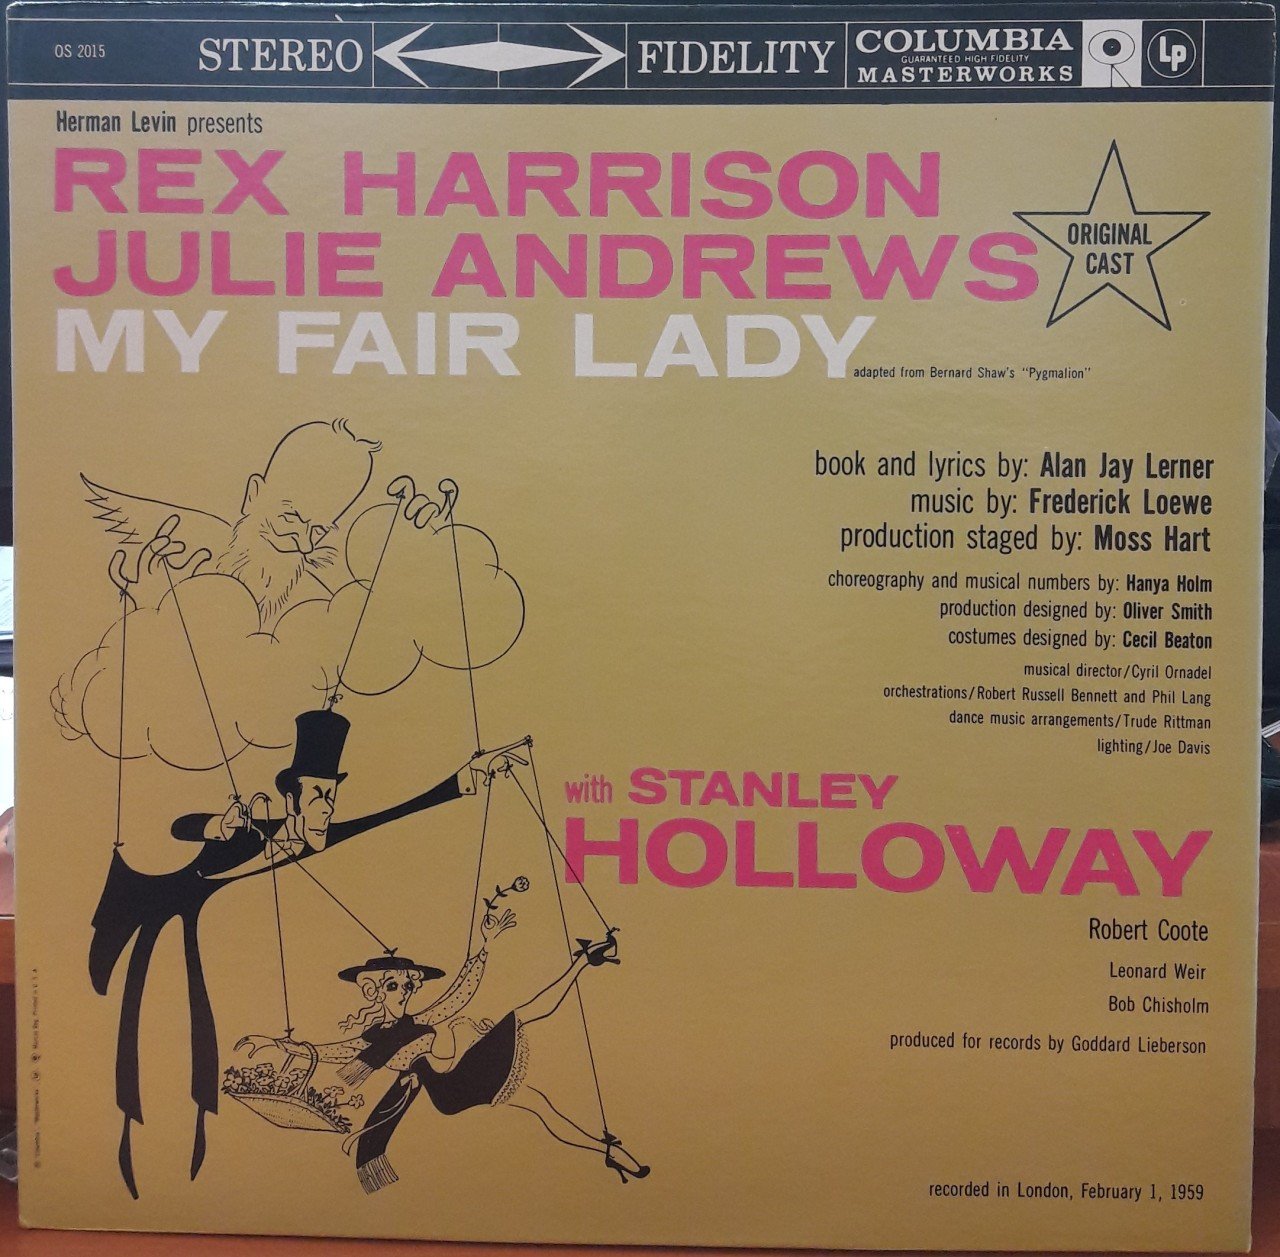 OS 2015
STEREO
FIDELITY
COLUMBIA
GUARANTEED HIGH FIDELITY
MASTERWORKS
Lp
Herman Levin presents
REX HARRISON
JULIE ANDREWS
MY FAIR LADY
ORIGINAL
CAST
adapted from Bernard Shaw's "Pygmalion"
book and lyrics by: Alan Jay Lerner
music by: Frederick Loewe
production staged by: Moss Hart
choreography and musical numbers by: Hanya Holm
production designed by: Oliver Smith
costumes designed by: Cecil Beaton
musical director/Cyril Ornadel
orchestrations/Robert Russell Bennett and Phil Lang
dance music arrangements/Trude Rittman
lighting/Joe Davis
with STANLEY
HOLLOWAY
Robert Coote
Leonard Weir
Bob Chisholm
produced for records by Goddard Lieberson
recorded in London, February 1, 1959